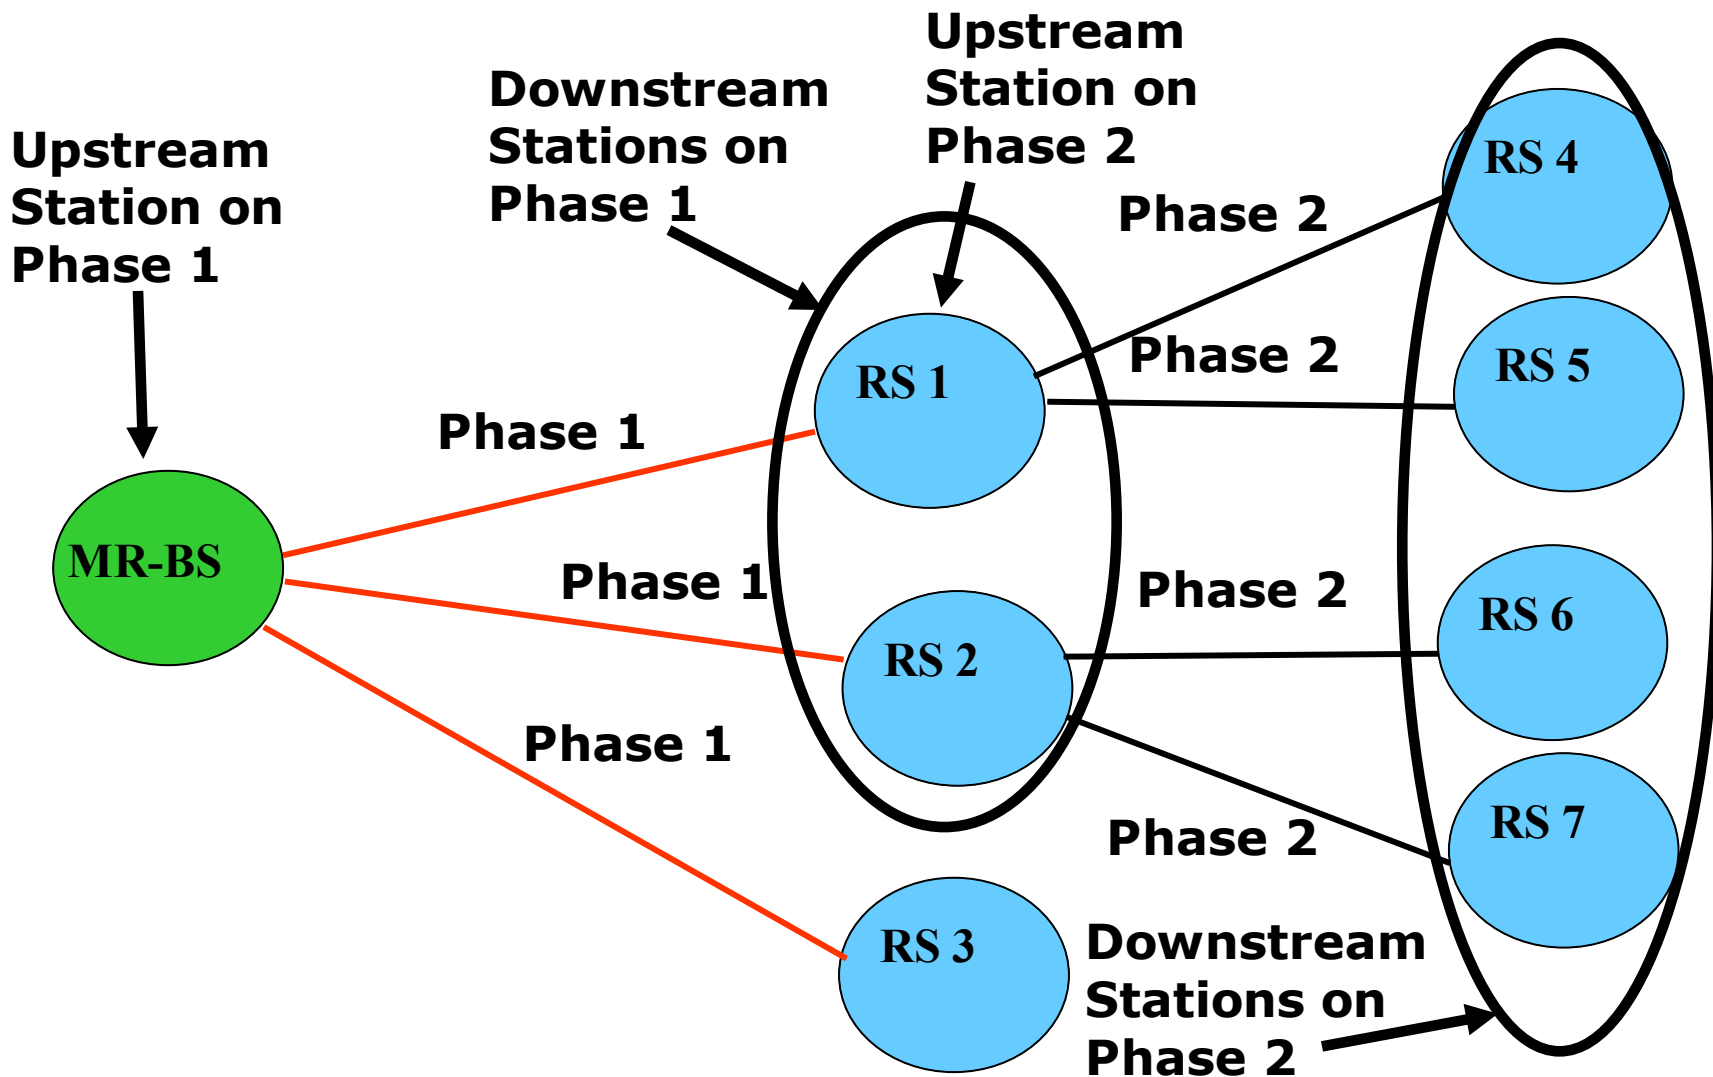 Upstream
Station on
Phase 1
Downstream
Stations on
Phase 1
Upstream
Station on
Phase 2
Phase 2
RS 4
Phase 2
RS 5
RS 1
Phase 1
MR-BS
Phase 1
Phase 2
RS 6
RS 2
Phase 1
Phase 2
RS 7
RS 3
Downstream
Stations on
Phase 2